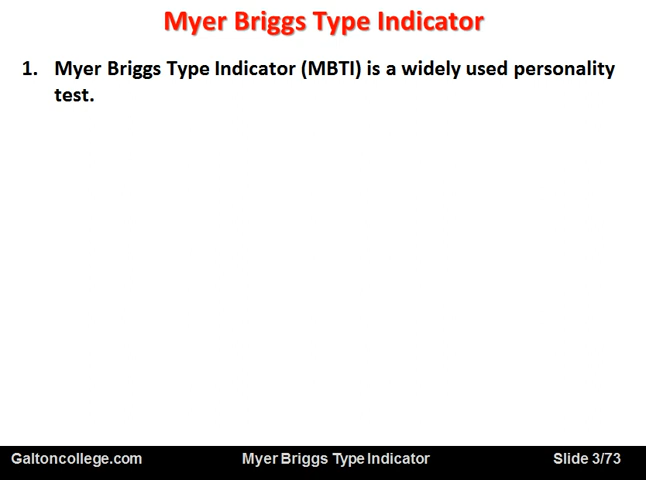 Myer Briggs Type Indicator
1. Myer Briggs Type Indicator (MBTI) is a widely used personality
test.
Galtoncollege.com Myer Briggs Type Indicator Slide 3/73